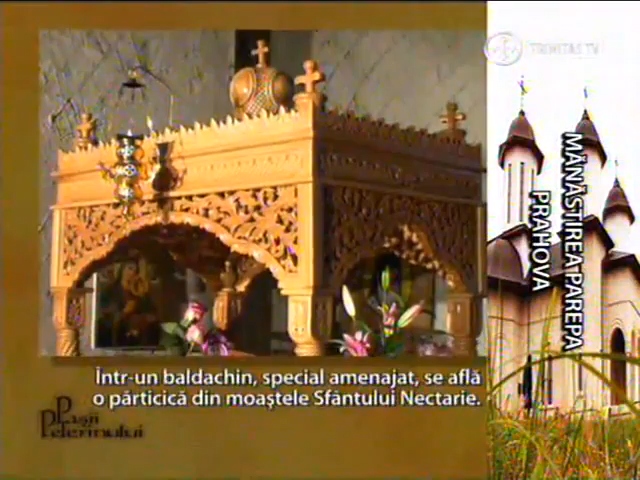 TRINITAS TV
MĂNĂSTIREA PAREPA
PRAHOVA
Într-un baldachin, special amenajat, se află
o părticică din moaștele Sfântului Nectarie.
Pașii
Pelerinului